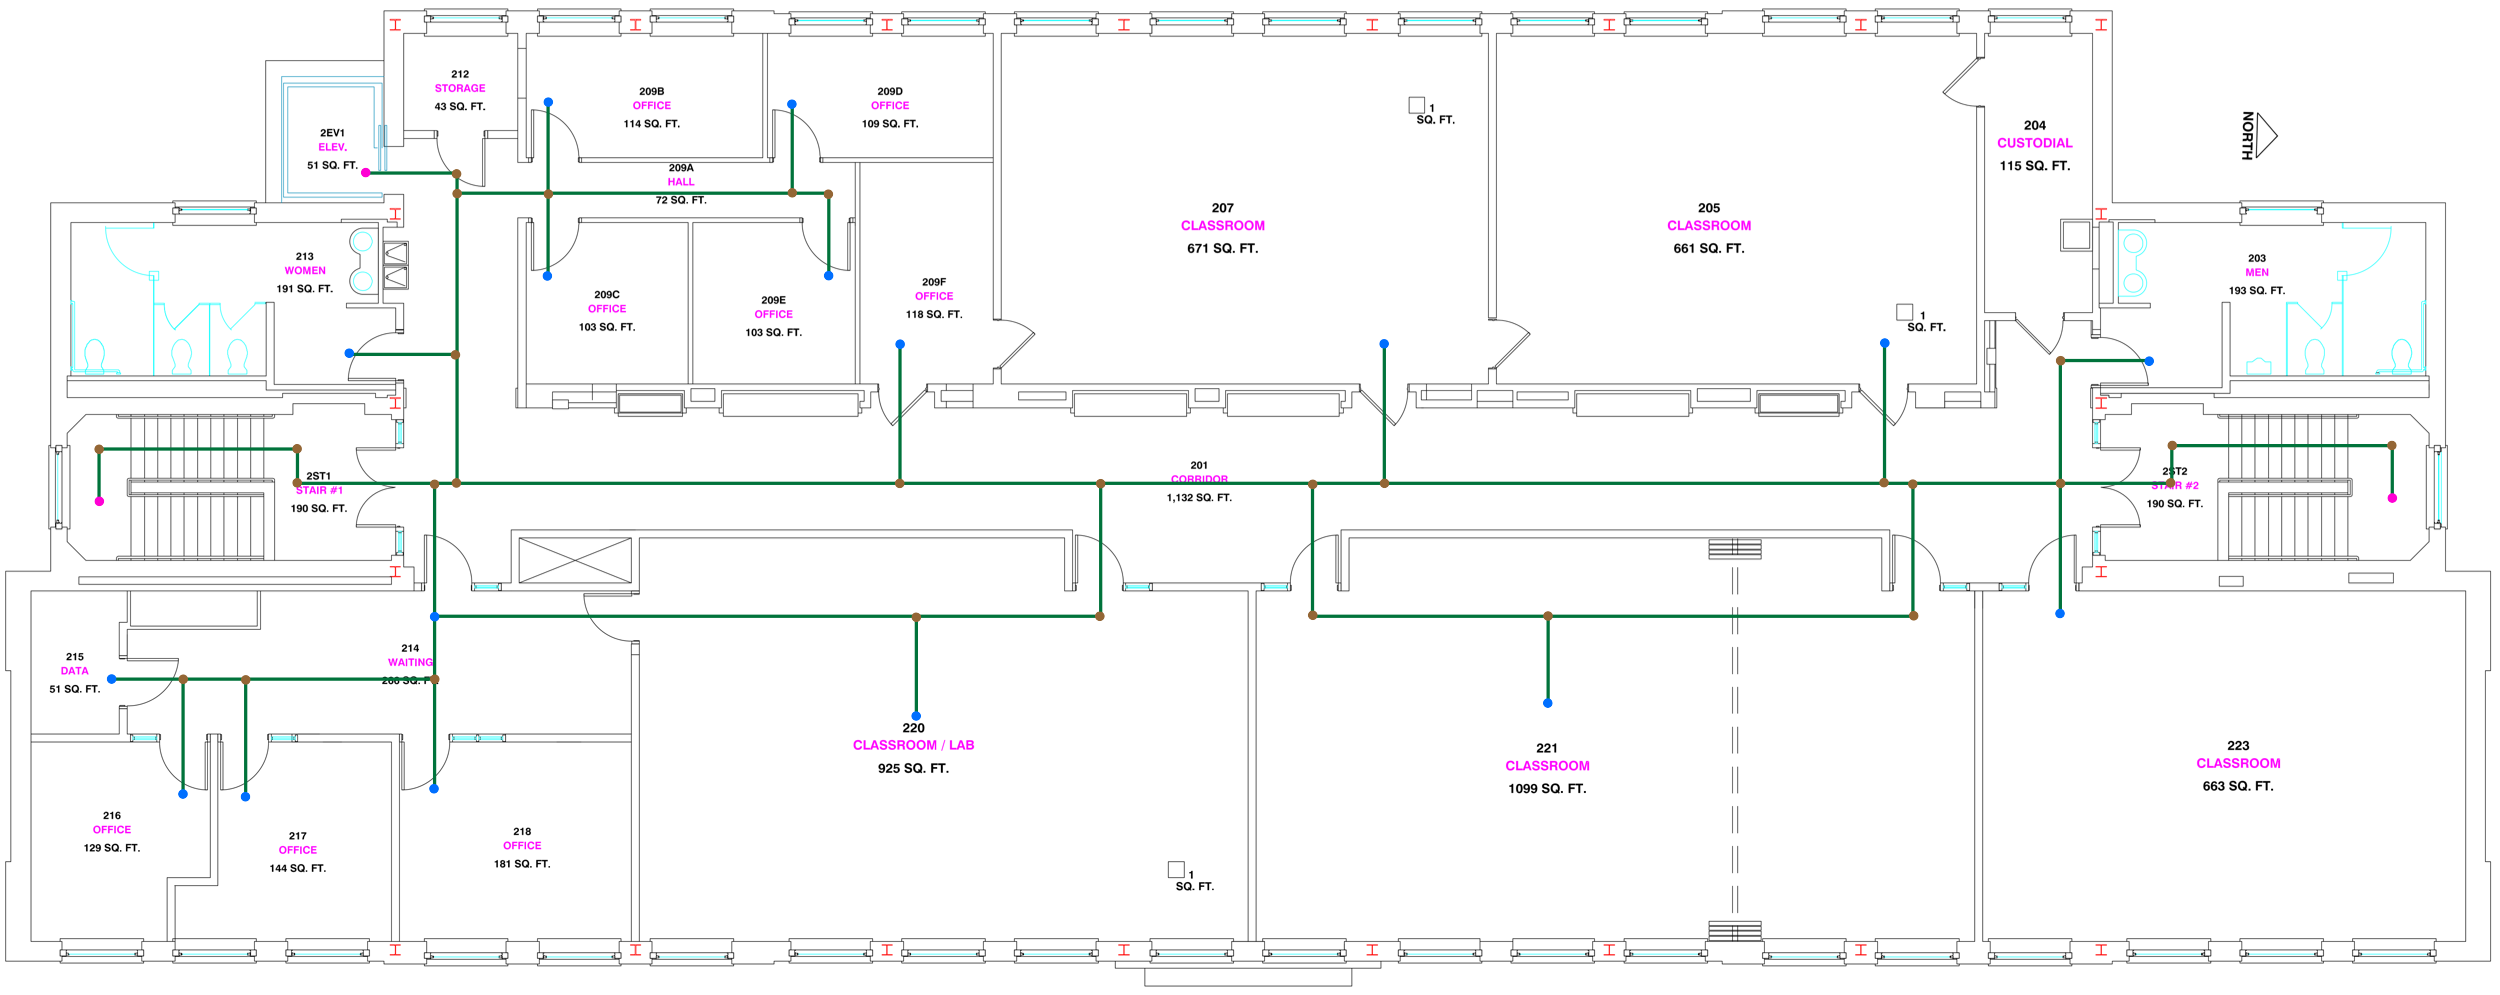 212
STORAGE
43 SQ. FT.
209B
OFFICE
114 SQ. FT.
209D
OFFICE
109 SQ. FT.
1
SQ. FT.
204
CUSTODIAL
115 SQ. FT.
NORTH
2EV1
ELEV.
51 SQ. FT.
209A
HALL
72 SQ. FT.
207
CLASSROOM
671 SQ. FT.
205
CLASSROOM
661 SQ. FT.
213
WOMEN
191 SQ. FT.
203
MEN
193 SQ. FT.
209C
OFFICE
103 SQ. FT.
209E
OFFICE
103 SQ. FT.
209F
OFFICE
118 SQ. FT.
1
SQ. FT.
2ST1
STAIR #1
190 SQ. FT.
201
CORRIDOR
1,132 SQ. FT.
2ST2
STAIR #2
190 SQ. FT.
215
DATA
51 SQ. FT.
214
WAITING
SQ. FT.
220
CLASSROOM / LAB
925 SQ. FT.
221
CLASSROOM
1099 SQ. FT.
223
CLASSROOM
663 SQ. FT.
216
OFFICE
129 SQ. FT.
217
OFFICE
144 SQ. FT.
218
OFFICE
181 SQ. FT.
1
SQ. FT.